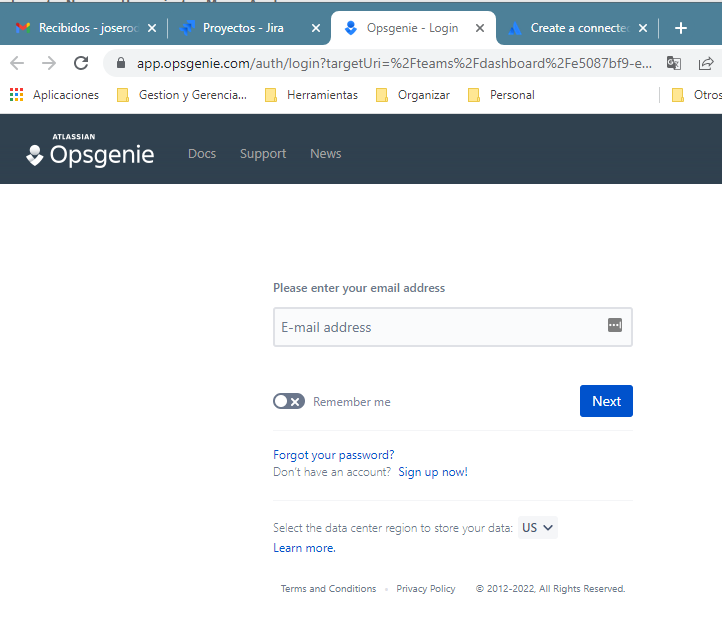 Recibidos - joserod
Proyectos - Jira
Opsgenie - Login
Create a connected
app.opsgenie.com/auth/login?targetUri=%2Fteams%2Fdashboard%2Fe5087bf9-e...
Aplicaciones
Gestion y Gerencia...
Herramientas
Organizar
Personal
Otros
ATLASSIAN
Opsgenie
Docs
Support
News
Please enter your email address
E-mail address
Remember me
Next
Forgot your password?
Don't have an account? Sign up now!
Select the data center region to store your data: US
Learn more.
Terms and Conditions • Privacy Policy © 2012-2022, All Rights Reserved.